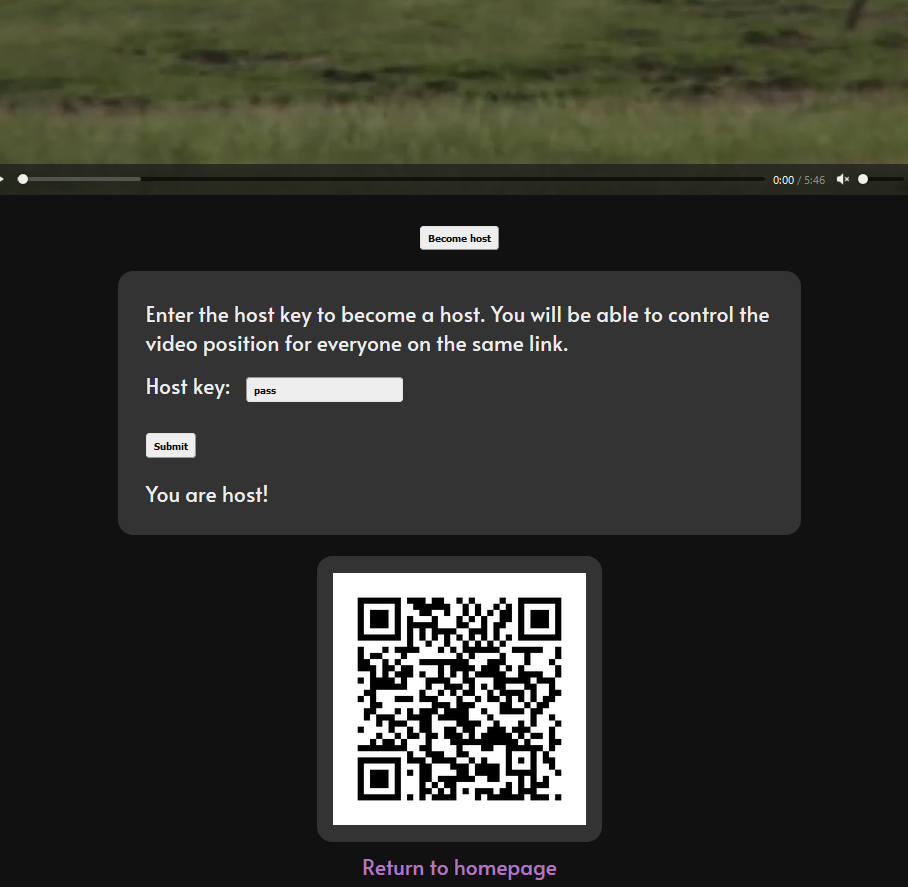 0:00 / 5:46
Become host
Enter the host key to become a host. You will be able to control the
video position for everyone on the same link.
Host key: pass
Submit
You are host!
Return to homepage